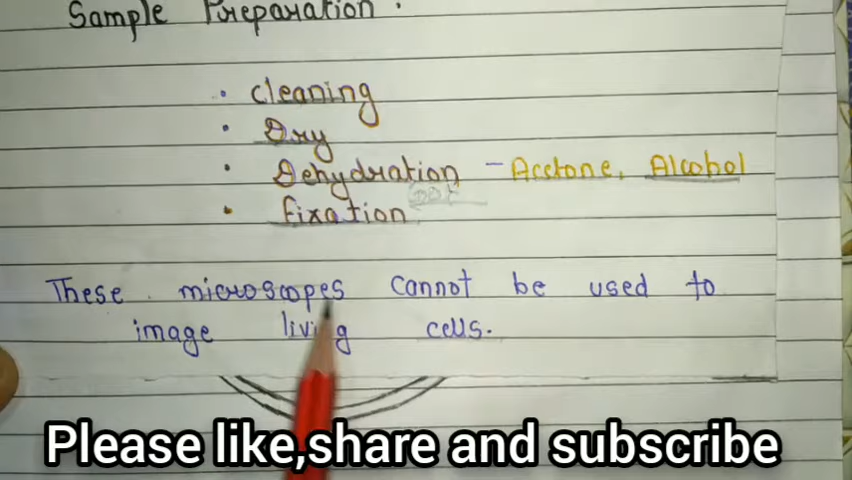 Sample Preparation.
• cleaning
• Dry
• Dehydration - Acetone, Alcohol
• fixation
These microscopes cannot be used to
image living cells.
Please like,share and subscribe